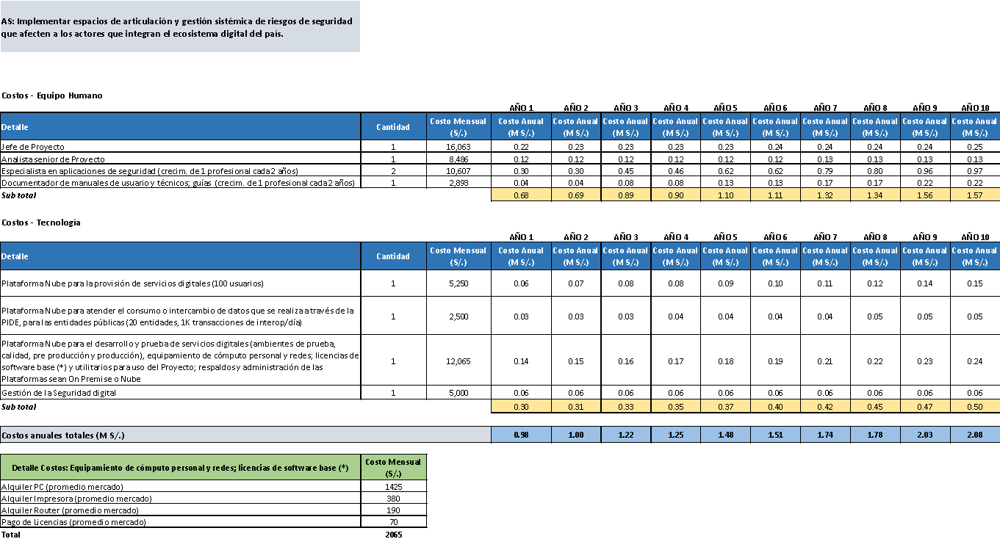 AS: Implementar espacios de articulación y gestión sistémica de riesgos de seguridad
que afecten a los actores que integran el ecosistema digital del país.
Costos - Equipo Humano
AÑO 1 AÑO 2 AÑO 3 AÑO 4 AÑO 5 AÑO 6 AÑO 7 AÑO 8 AÑO 9 AÑO 10
Detalle Cantidad Costo Mensual (S/.) Costo Anual (M S/.) Costo Anual (M S/.) Costo Anual (M S/.) Costo Anual (M S/.) Costo Anual (M S/.) Costo Anual (M S/.) Costo Anual (M S/.) Costo Anual (M S/.) Costo Anual (M S/.) Costo Anual (M S/.)
Jefe de Proyecto 1 16,063 0.22 0.23 0.23 0.23 0.23 0.24 0.24 0.24 0.24 0.25
Analista senior de Proyecto 1 8,486 0.12 0.12 0.12 0.12 0.12 0.12 0.13 0.13 0.13 0.13
Especialista en aplicaciones de seguridad (crecim. de 1 profesional cada 2 años) 2 10,607 0.30 0.30 0.45 0.46 0.62 0.62 0.79 0.80 0.96 0.97
Documentador de manuales de usuario y técnicos; guías (crecim. de 1 profesional cada 2 años) 1 2,893 0.04 0.04 0.08 0.08 0.13 0.13 0.17 0.17 0.22 0.22
Sub total 0.68 0.69 0.89 0.90 1.10 1.11 1.32 1.34 1.56 1.57
Costos - Tecnología
AÑO 1 AÑO 2 AÑO 3 AÑO 4 AÑO 5 AÑO 6 AÑO 7 AÑO 8 AÑO 9 AÑO 10
Detalle Cantidad Costo Mensual (S/.) Costo Anual (M S/.) Costo Anual (M S/.) Costo Anual (M S/.) Costo Anual (M S/.) Costo Anual (M S/.) Costo Anual (M S/.) Costo Anual (M S/.) Costo Anual (M S/.) Costo Anual (M S/.) Costo Anual (M S/.)
Plataforma Nube para la provisión de servicios digitales (100 usuarios) 1 5,250 0.06 0.07 0.08 0.08 0.09 0.10 0.11 0.12 0.14 0.15
Plataforma Nube para atender el consumo o intercambio de datos que se realiza a través de la
PIDE, para las entidades públicas (20 entidades, 1K transacciones de interop/día) 1 2,500 0.03 0.03 0.03 0.04 0.04 0.04 0.04 0.05 0.05 0.05
Plataforma Nube para el desarrollo y prueba de servicios digitales (ambientes de prueba,
calidad, pre producción y producción), equipamiento de cómputo personal y redes; licencias de
software base (*) y utilitarios para uso del Proyecto; respaldos y administración de las
Plataformas sean On Premise o Nube 1 12,065 0.14 0.15 0.16 0.17 0.18 0.19 0.21 0.22 0.23 0.24
Gestión de la Seguridad digital 1 5,000 0.06 0.06 0.06 0.06 0.06 0.06 0.06 0.06 0.06 0.06
Sub total 0.30 0.31 0.33 0.35 0.37 0.40 0.42 0.45 0.47 0.50
Costos anuales totales (M S/.) 0.98 1.00 1.22 1.25 1.48 1.51 1.74 1.78 2.03 2.08
Detalle Costos: Equipamiento de cómputo personal y redes; licencias de software base (*) Costo Mensual (S/.)
Alquiler PC (promedio mercado) 1425
Alquiler Impresora (promedio mercado) 380
Alquiler Router (promedio mercado) 190
Pago de Licencias (promedio mercado) 70
Total 2065